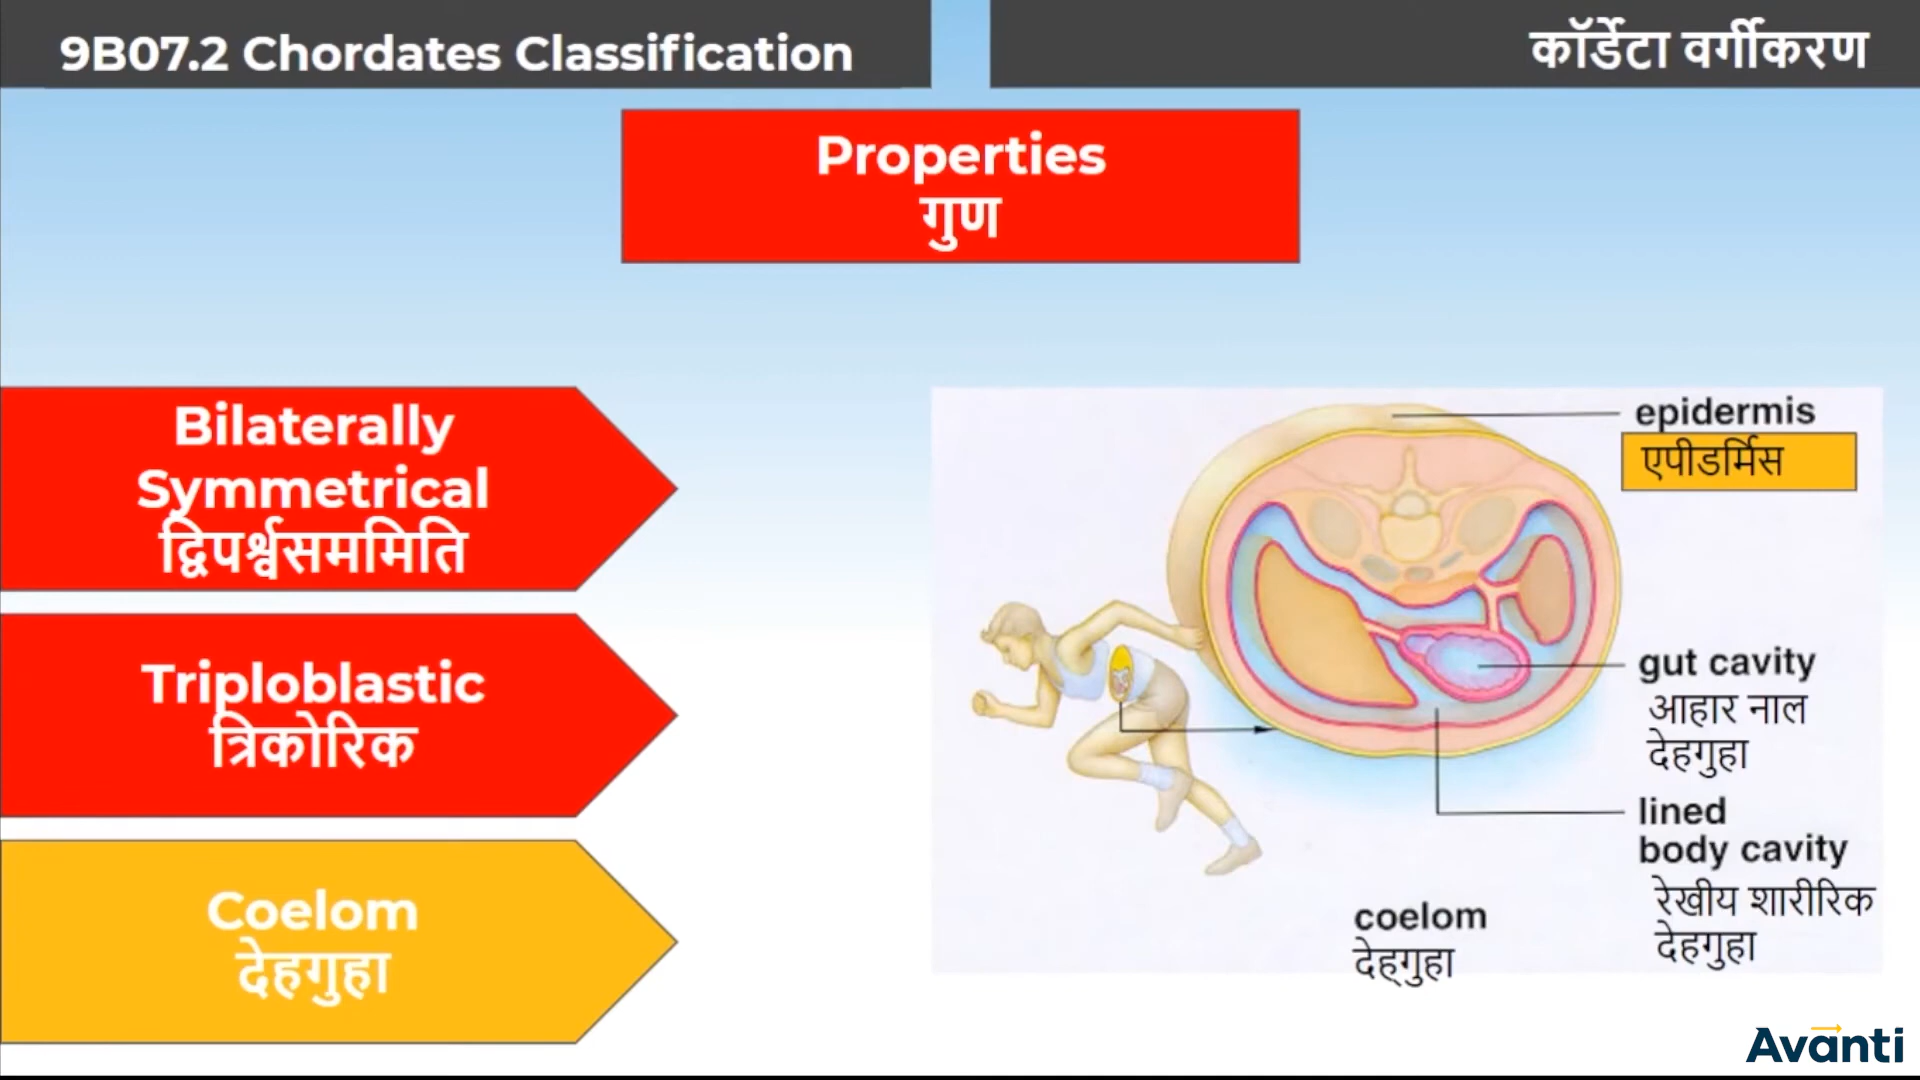 9B07.2 Chordates Classification
कॉर्डेटा वर्गीकरण
Properties
गुण
Bilaterally
Symmetrical
द्विपर्श्वसममिति
Triploblastic
त्रिकोरिक
Coelom
देहगुहा
epidermis
एपीडर्मिस
gut cavity
आहार नाल
देहगुहा
lined
body cavity
रेखीय शारीरिक
देहगुहा
coelom
देह्गुहा
Avanti